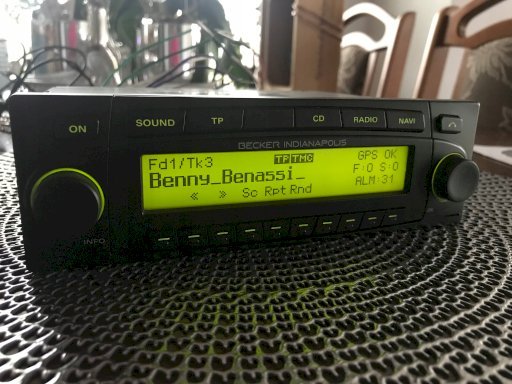 ON SOUND TP CD RADIO NAVI
BECKER INDIANAPOLIS
Fd1/Tk3 TP TMC GPS OK
Benny_Benassi_ F:0 S:0
« » Sc Rpt Rnd ALM:31
INFO